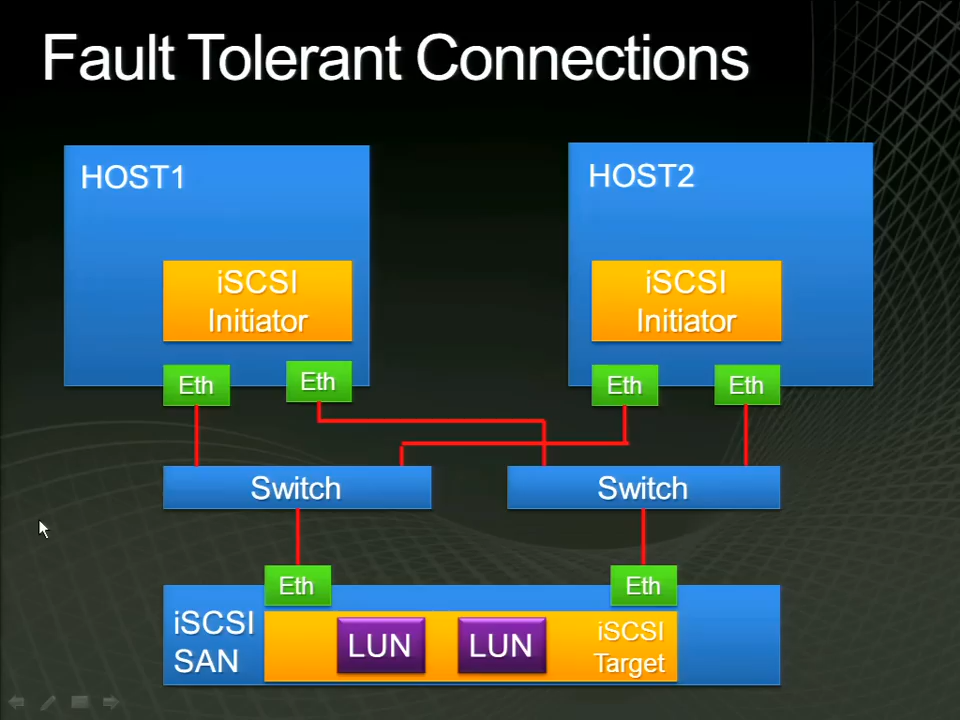 Fault Tolerant Connections
HOST1
HOST2
iSCSI
Initiator
iSCSI
Initiator
Eth
Eth
Eth
Eth
Switch
Switch
Eth
Eth
iSCSI
SAN
LUN
LUN
iSCSI
Target